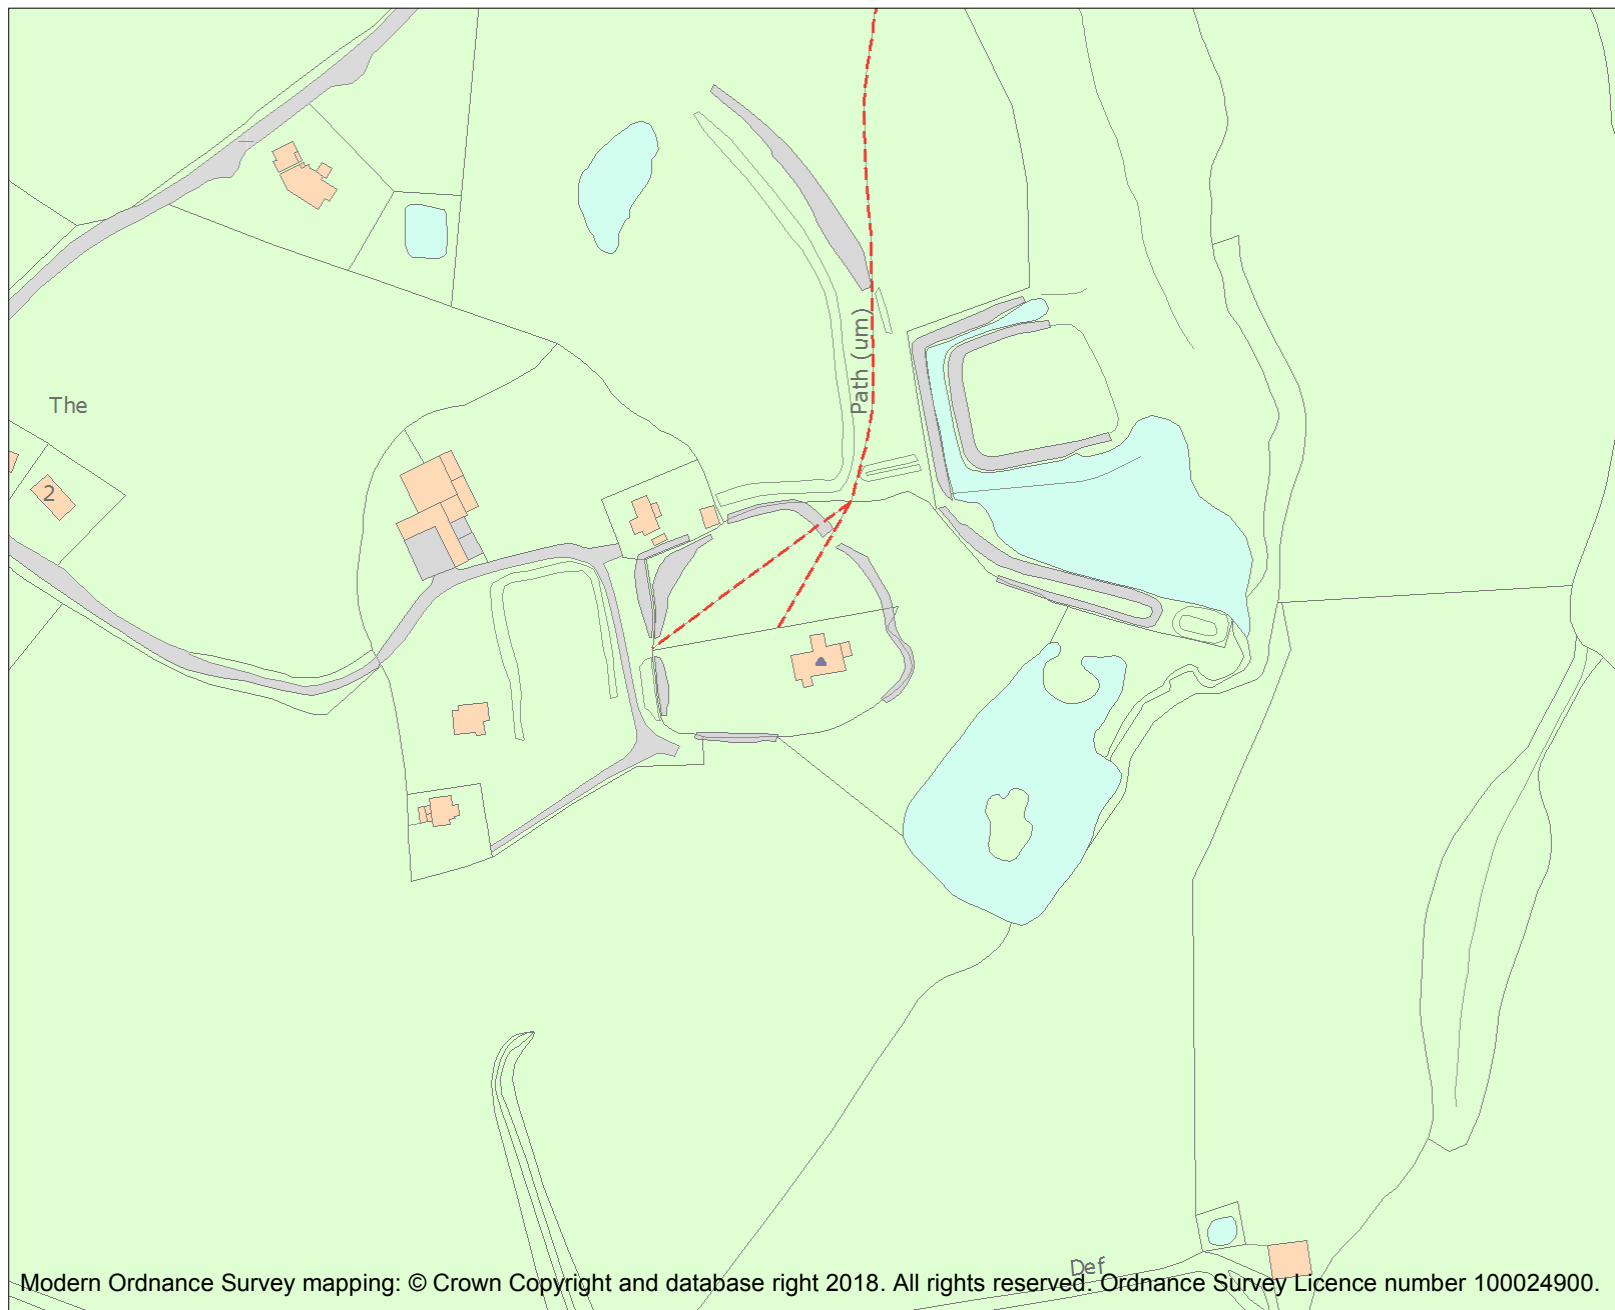 Path (um)
The
2
Def
Modern Ordnance Survey mapping: © Crown Copyright and database right 2018. All rights reserved. Ordnance Survey Licence number 100024900.